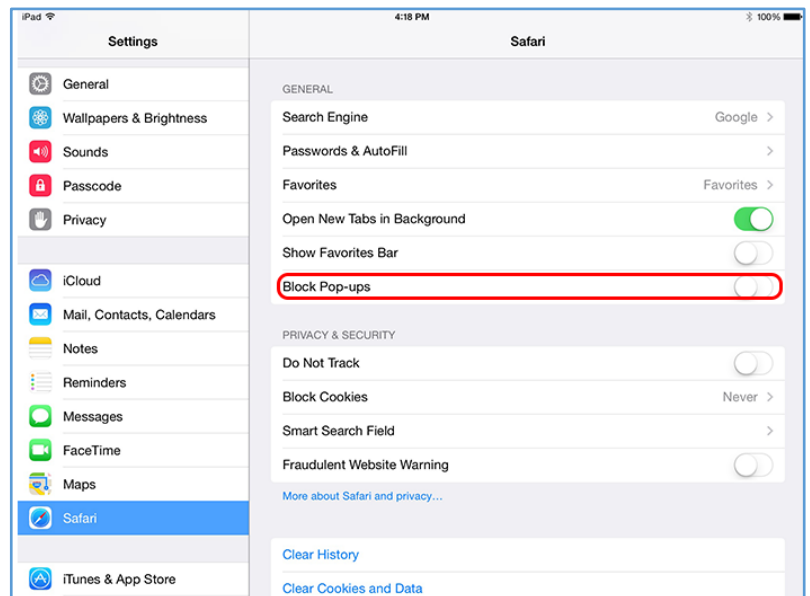 iPad 4:18 PM 100%
Settings
Safari
General
Wallpapers & Brightness
Sounds
Passcode
Privacy
iCloud
Mail, Contacts, Calendars
Notes
Reminders
Messages
FaceTime
Maps
Safari
iTunes & App Store
GENERAL
Search Engine Google >
Passwords & AutoFill >
Favorites Favorites >
Open New Tabs in Background
Show Favorites Bar
Block Pop-ups
PRIVACY & SECURITY
Do Not Track
Block Cookies Never >
Smart Search Field >
Fraudulent Website Warning
More about Safari and privacy...
Clear History
Clear Cookies and Data